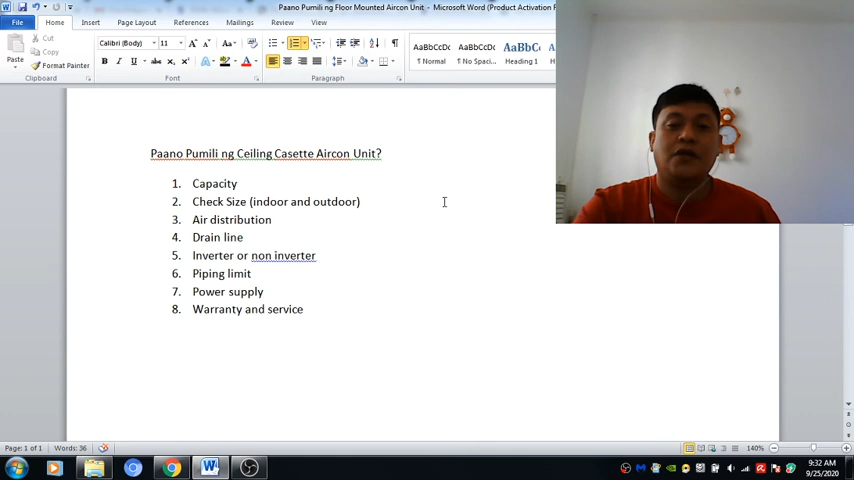 Paano Pumili ng Floor Mounted Aircon Unit - Microsoft Word (Product Activation F
File Home Insert Page Layout References Mailings Review View
Cut
Copy
Paste
Format Painter
Calibri (Body) 11
B I U abc X₂ X²
AaBbCcDc AaBbCcDc AaBbC
¶ Normal ¶ No Spaci... Heading 1
Clipboard Font Paragraph
Paano Pumili ng Ceiling Casette Aircon Unit?
1. Capacity
2. Check Size (indoor and outdoor)
3. Air distribution
4. Drain line
5. Inverter or non inverter
6. Piping limit
7. Power supply
8. Warranty and service
Page: 1 of 1 Words: 36 140%
9:32 AM
9/25/2020